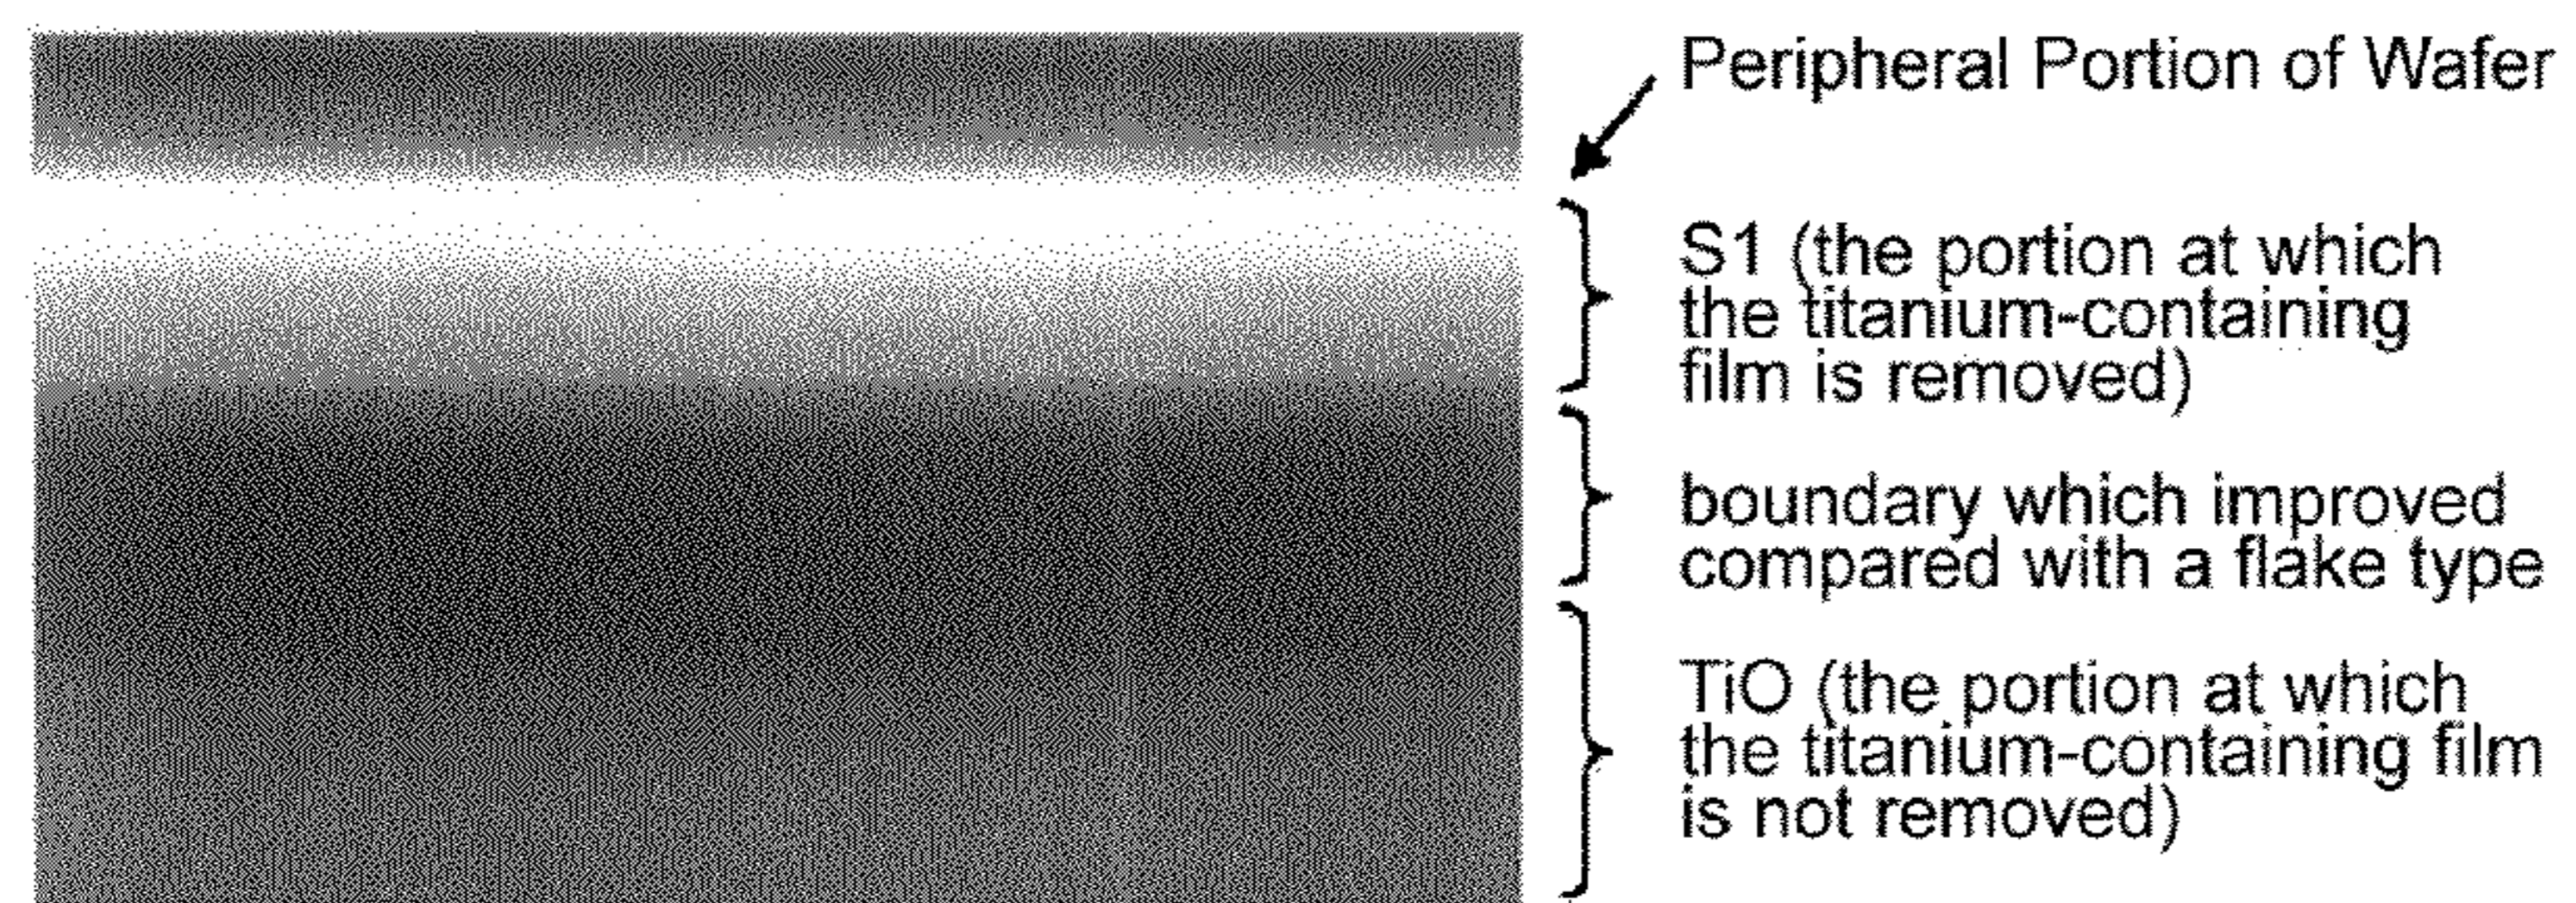 Peripheral Portion of Wafer
S1 (the portion at which
the titanium-containing
film is removed)
boundary which improved
compared with a flake type
TiO (the portion at which
the titanium-containing film
is not removed)